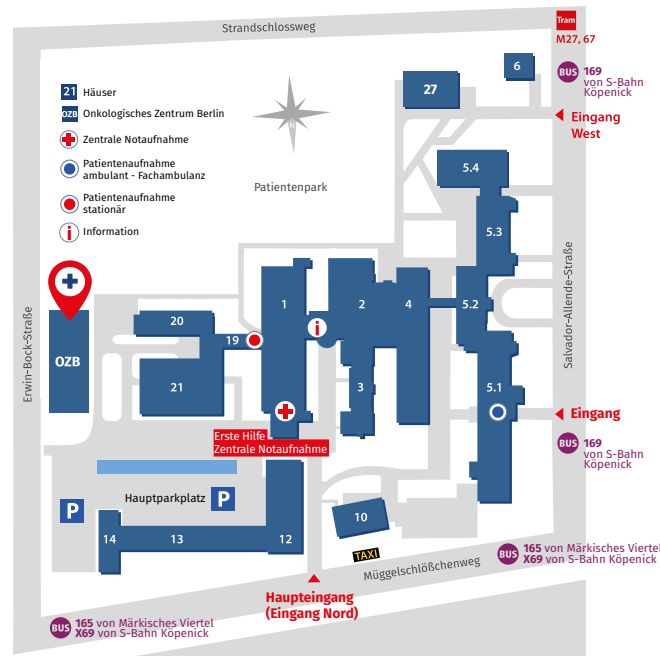 Strandschlossweg
Tram
M27, 67
BUS 169
von S-Bahn
Köpenick
6
27
21 Häuser
OZB Onkologisches Zentrum Berlin
Zentrale Notaufnahme
Patientenaufnahme
ambulant - Fachambulanz
Patientenaufnahme
stationär
i Information
Patientenpark
Eingang
West
5.4
5.3
Erwin-Bock-Straße
Salvador-Allende-Straße
1
2
4
5.2
20
19
i
OZB
21
3
5.1
Eingang
Erste Hilfe
Zentrale Notaufnahme
BUS 169
von S-Bahn
Köpenick
P
Hauptparkplatz
P
10
14
13
12
TAXI
Müggelschlößchenweg
BUS 165 von Märkisches Viertel
X69 von S-Bahn Köpenick
Haupteingang
(Eingang Nord)
BUS 165 von Märkisches Viertel
X69 von S-Bahn Köpenick